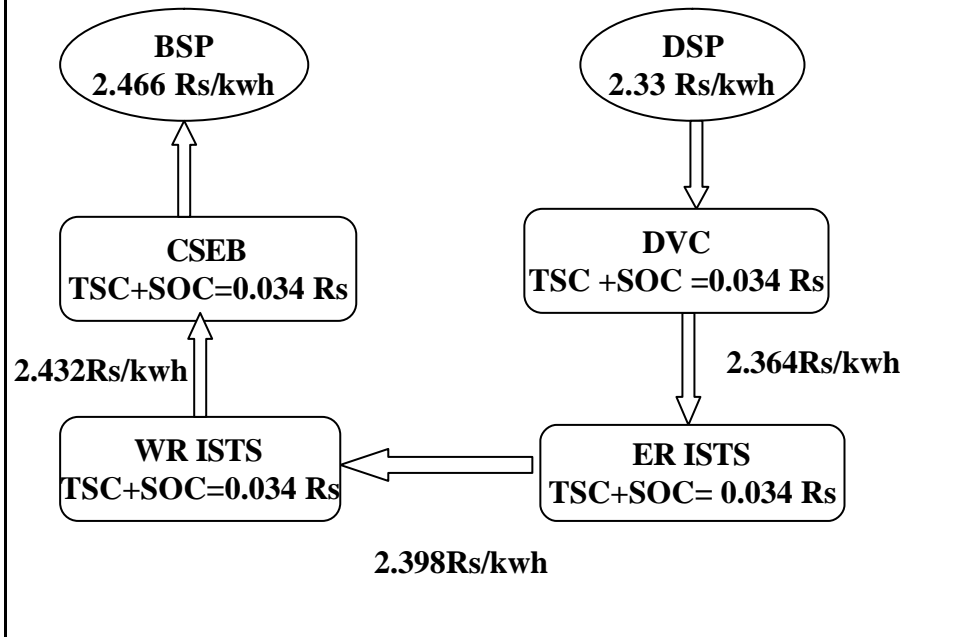 BSP
2.466 Rs/kwh
DSP
2.33 Rs/kwh
CSEB
TSC+SOC=0.034 Rs
DVC
TSC +SOC =0.034 Rs
2.432Rs/kwh
2.364Rs/kwh
WR ISTS
TSC+SOC=0.034 Rs
ER ISTS
TSC+SOC= 0.034 Rs
2.398Rs/kwh